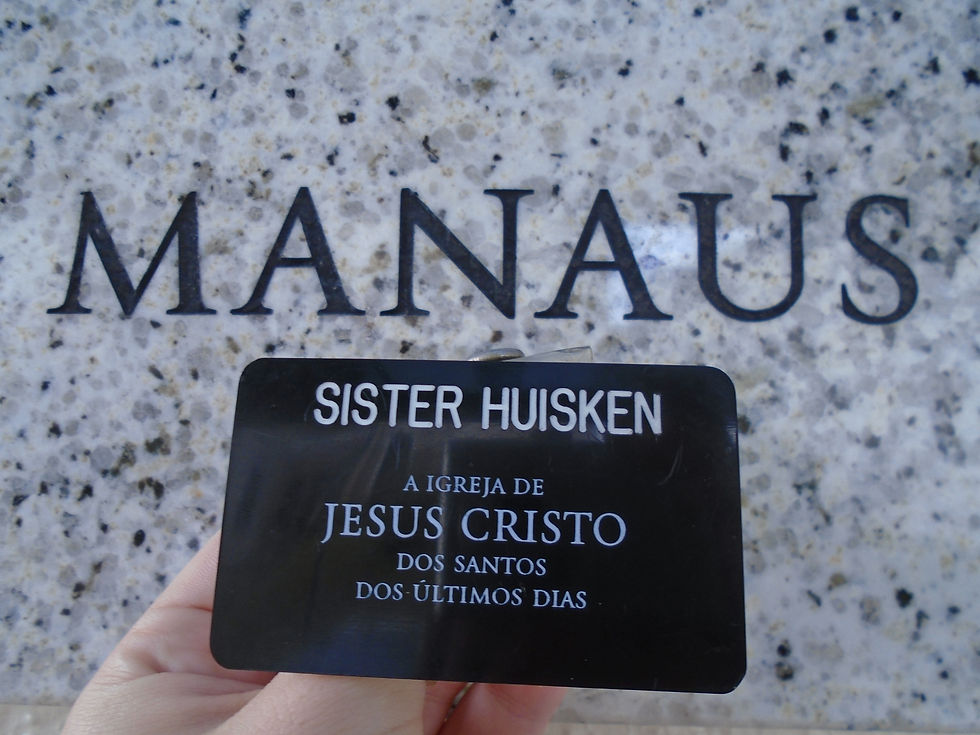 MANAUS
SISTER HUISKEN
A IGREJA DE
JESUS CRISTO
DOS SANTOS
DOS ÚLTIMOS DIAS